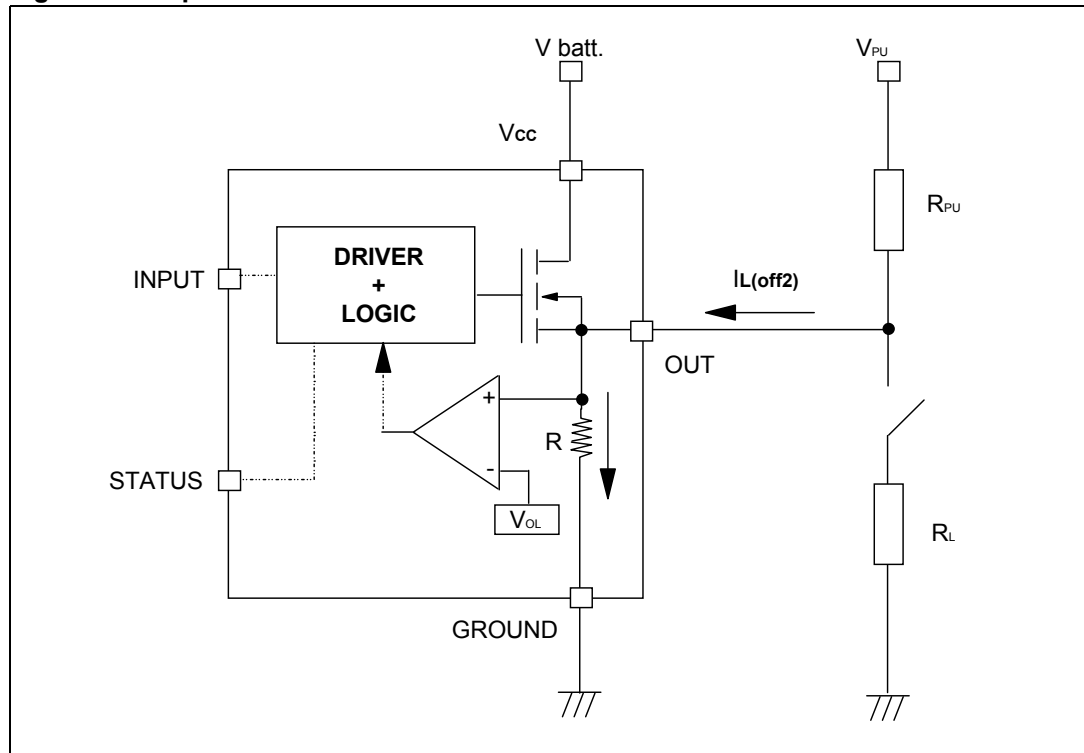 V batt.
VPU
Vcc
RPU
DRIVER
+
LOGIC
INPUT
IL(off2)
OUT
+
R
-
STATUS
VOL
RL
GROUND